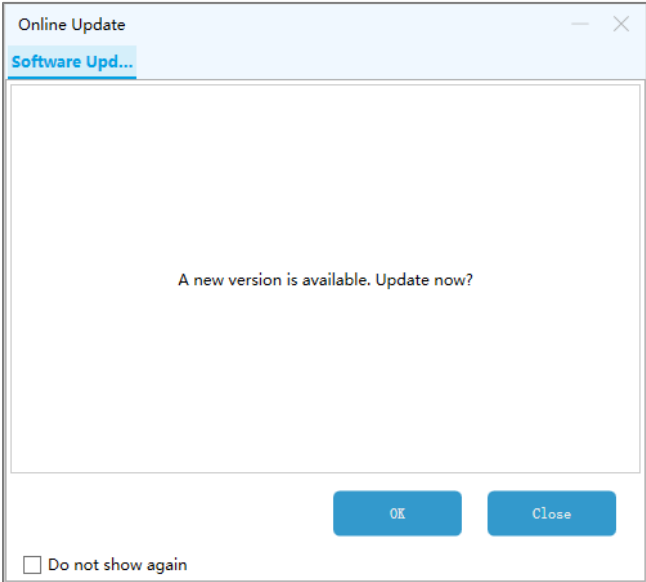 Online Update
Software Upd...
A new version is available. Update now?
OK
Close
Do not show again